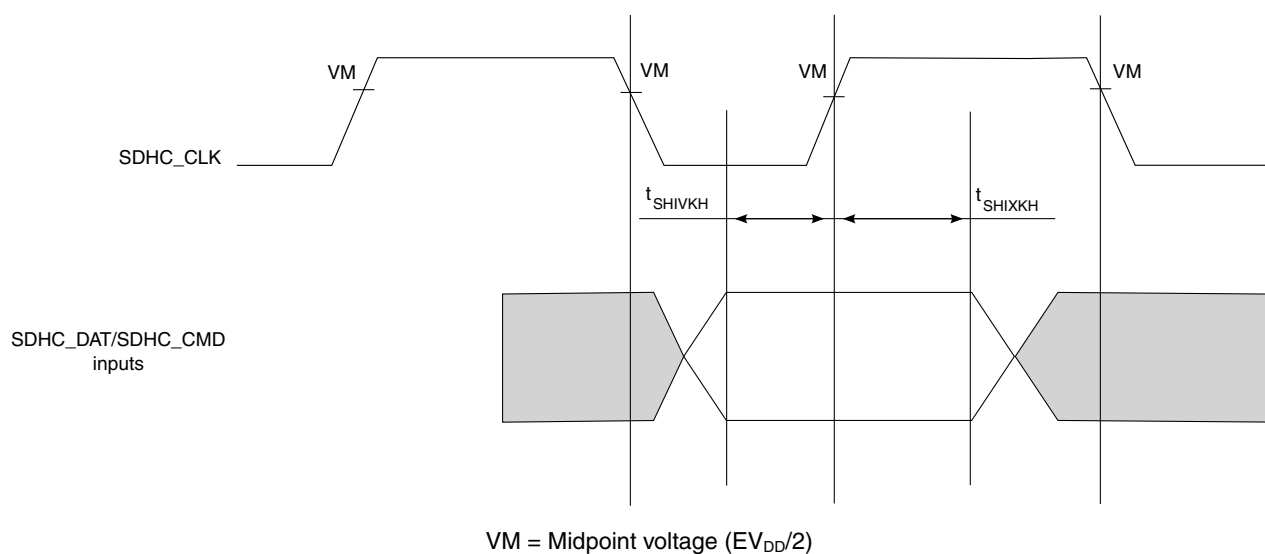 VM VM VM VM
SDHC_CLK
tSHIVKH tSHIXKH
SDHC_DAT/SDHC_CMD
inputs
VM = Midpoint voltage (EVDD/2)